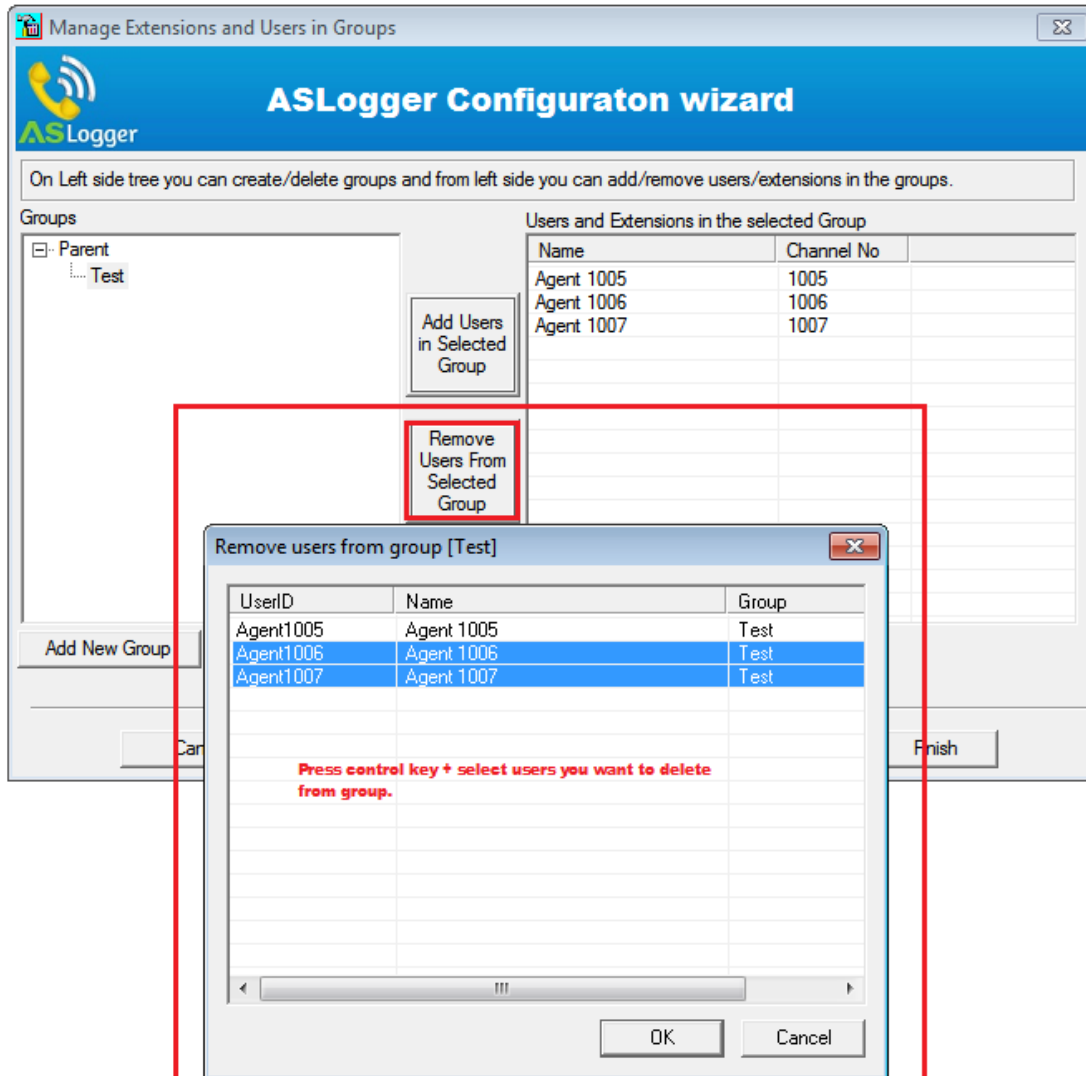 Manage Extensions and Users in Groups
ASLogger Configuraton wizard
ASLogger
On Left side tree you can create/delete groups and from left side you can add/remove users/extensions in the groups.
Groups
Users and Extensions in the selected Group
Parent
Test
Name Channel No
Agent 1005 1005
Agent 1006 1006
Agent 1007 1007
Add Users
in Selected
Group
Remove
Users From
Selected
Group
Add New Group
Finish
Remove users from group [Test]
UserID Name Group
Agent1005 Agent 1005 Test
Agent1006 Agent 1006 Test
Agent1007 Agent 1007 Test
Press control key + select users you want to delete
from group.
OK Cancel